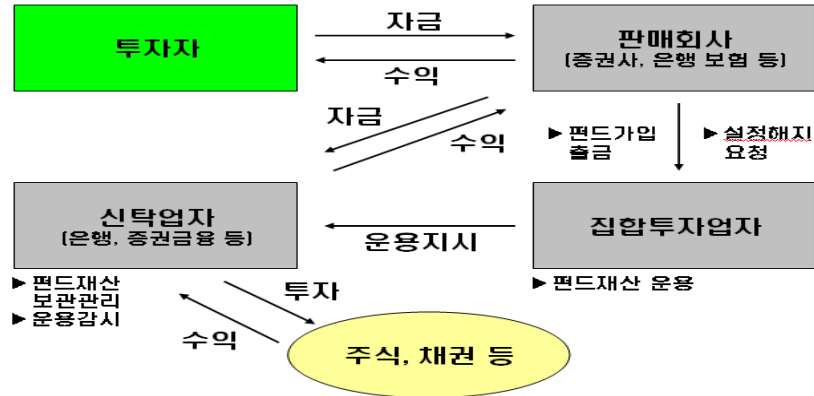 투자자
자금
수익
판매회사
(증권사, 은행 보험 등)
자금
수익
▶ 펀드가입
출금
▶ 설정해지
요청
신탁업자
(은행, 증권금융 등)
운용지시
집합투자업자
▶ 펀드재산
보관관리
▶ 운용감시
▶ 펀드재산 운용
투자
수익
주식, 채권 등